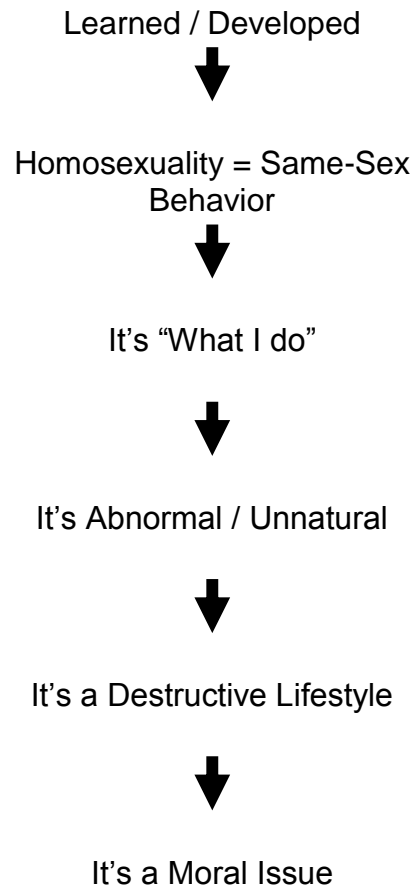 Learned / Developed
Homosexuality = Same-Sex
Behavior
It’s “What I do”
It’s Abnormal / Unnatural
It’s a Destructive Lifestyle
It’s a Moral Issue